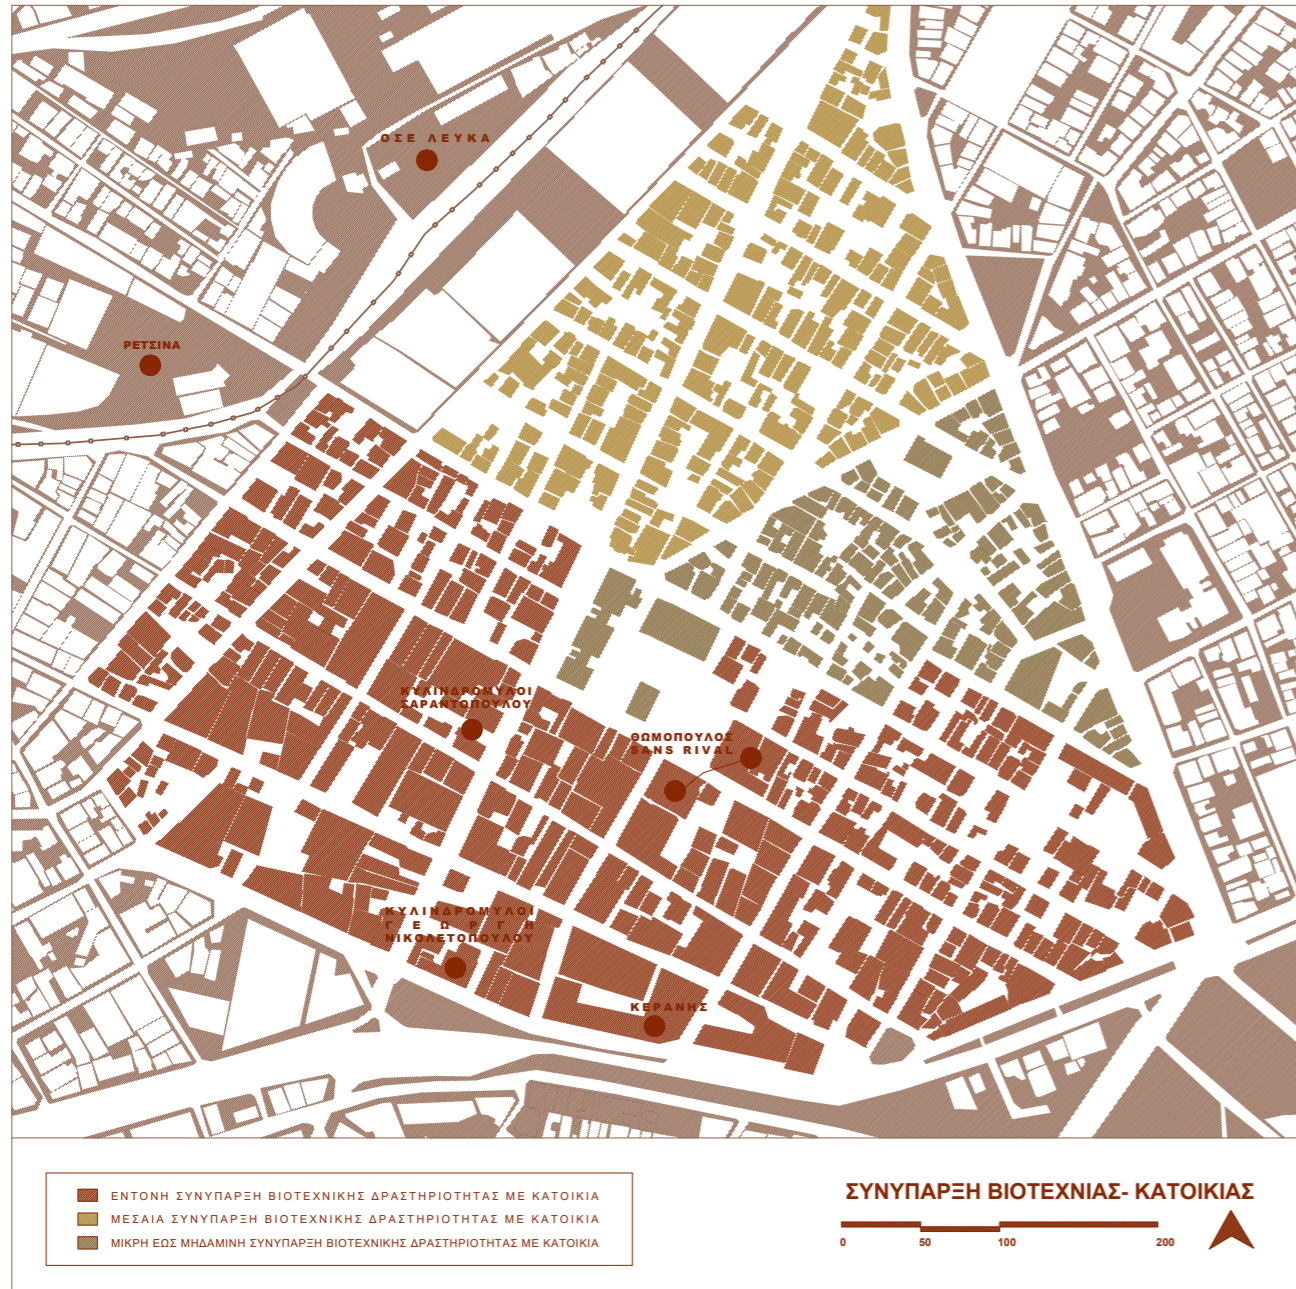 ΟΣΕ ΛΕΥΚΑ
ΡΕΤΣΙΝΑ
ΚΥΛΙΝΔΡΟΜΥΛΟΙ
ΣΑΡΑΝΤΟΠΟΥΛΟΥ
ΘΩΜΟΠΟΥΛΟΣ
SANS RIVAL
ΚΥΛΙΝΔΡΟΜΥΛΟΙ
ΓΕΩΡΓΗ
ΝΙΚΟΛΕΤΟΠΟΥΛΟΥ
ΚΕΡΑΝΗΣ
ΕΝΤΟΝΗ ΣΥΝΥΠΑΡΞΗ ΒΙΟΤΕΧΝΙΚΗΣ ΔΡΑΣΤΗΡΙΟΤΗΤΑΣ ΜΕ ΚΑΤΟΙΚΙΑ
ΜΕΣΑΙΑ ΣΥΝΥΠΑΡΞΗ ΒΙΟΤΕΧΝΙΚΗΣ ΔΡΑΣΤΗΡΙΟΤΗΤΑΣ ΜΕ ΚΑΤΟΙΚΙΑ
ΜΙΚΡΗ ΕΩΣ ΜΗΔΑΜΙΝΗ ΣΥΝΥΠΑΡΞΗ ΒΙΟΤΕΧΝΙΚΗΣ ΔΡΑΣΤΗΡΙΟΤΗΤΑΣ ΜΕ ΚΑΤΟΙΚΙΑ
ΣΥΝΥΠΑΡΞΗ ΒΙΟΤΕΧΝΙΑΣ- ΚΑΤΟΙΚΙΑΣ
0 50 100 200